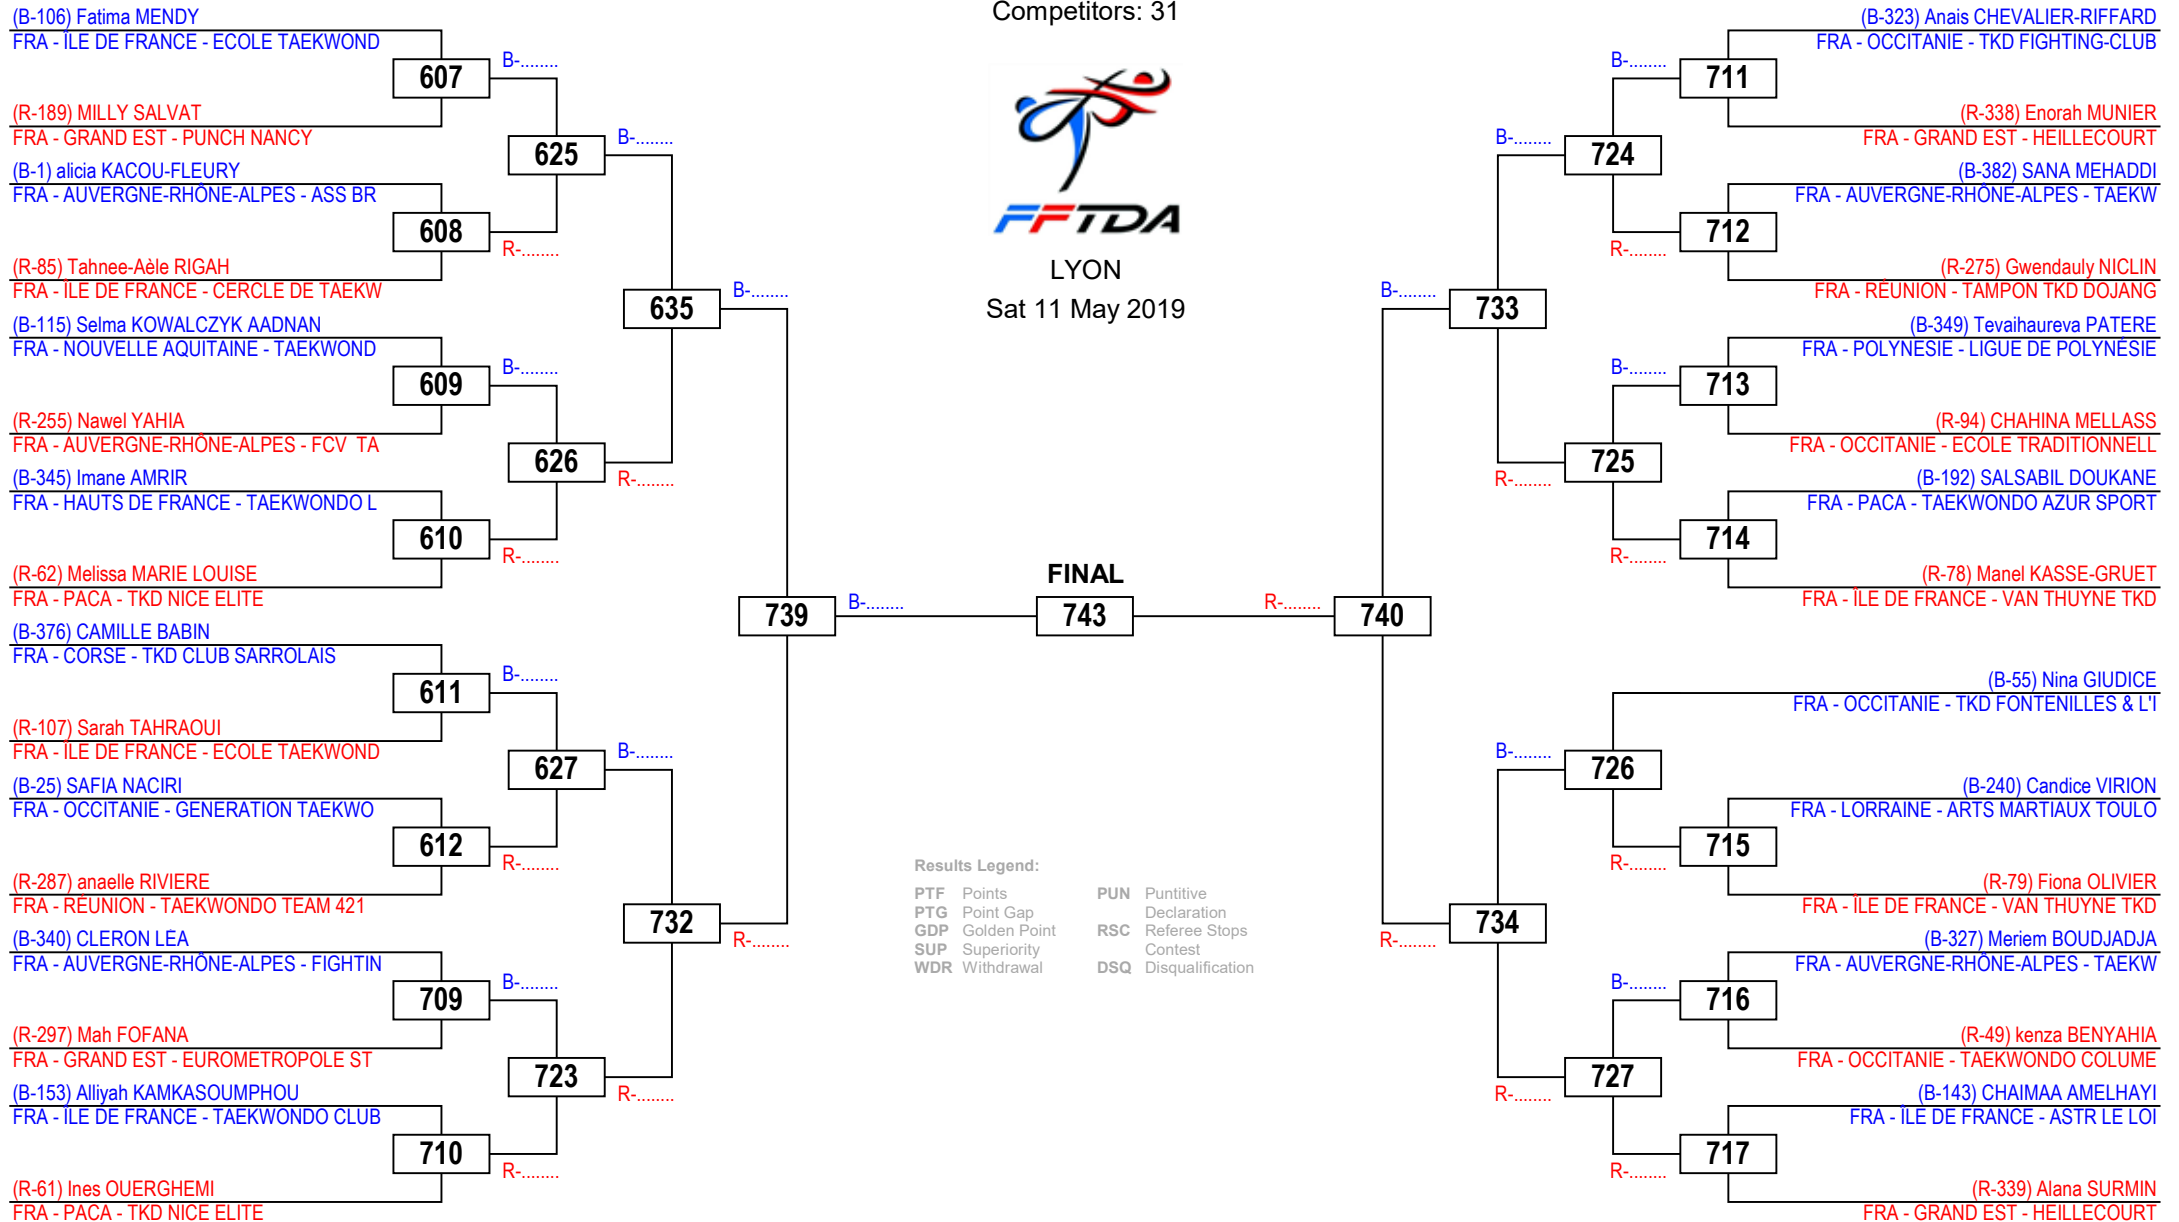 Competitors: 31
FFTDA
LYON
Sat 11 May 2019
(B-106) Fatima MENDY
FRA - ÎLE DE FRANCE - ECOLE TAEKWOND
607
B-........
(R-189) MILLY SALVAT
FRA - GRAND EST - PUNCH NANCY
625
B-........
(B-1) alicia KACOU-FLEURY
FRA - AUVERGNE-RHÔNE-ALPES - ASS BR
608
R-........
(R-85) Tahnee-Aèle RIGAH
FRA - ÎLE DE FRANCE - CERCLE DE TAEKW
635
B-........
(B-115) Selma KOWALCZYK AADNAN
FRA - NOUVELLE AQUITAINE - TAEKWOND
609
B-........
(R-255) Nawel YAHIA
FRA - AUVERGNE-RHÔNE-ALPES - FCV  TA
626
R-........
(B-345) Imane AMRIR
FRA - HAUTS DE FRANCE - TAEKWONDO L
610
R-........
(R-62) Melissa MARIE LOUISE
FRA - PACA - TKD NICE ELITE
739
B-........
(B-376) CAMILLE BABIN
FRA - CORSE - TKD CLUB SARROLAIS
611
B-........
(R-107) Sarah TAHRAOUI
FRA - ÎLE DE FRANCE - ECOLE TAEKWOND
627
B-........
(B-25) SAFIA NACIRI
FRA - OCCITANIE - GENERATION TAEKWO
612
R-........
(R-287) anaelle RIVIERE
FRA - RÉUNION - TAEKWONDO TEAM 421
732
R-........
(B-340) CLERON LÉA
FRA - AUVERGNE-RHÔNE-ALPES - FIGHTIN
709
B-........
(R-297) Mah FOFANA
FRA - GRAND EST - EUROMETROPOLE ST
723
R-........
(B-153) Alliyah KAMKASOUMPHOU
FRA - ÎLE DE FRANCE - TAEKWONDO CLUB
710
R-........
(R-61) Ines OUERGHEMI
FRA - PACA - TKD NICE ELITE
FINAL
743
Results Legend:
PTF Points
PTG Point Gap
GDP Golden Point
SUP Superiority
WDR Withdrawal
PUN Puntitive
Declaration
RSC Referee Stops
Contest
DSQ Disqualification
(B-323) Anais CHEVALIER-RIFFARD
FRA - OCCITANIE - TKD FIGHTING-CLUB
B-........
711
(R-338) Enorah MUNIER
FRA - GRAND EST - HEILLECOURT
B-........
724
(B-382) SANA MEHADDI
FRA - AUVERGNE-RHÔNE-ALPES - TAEKW
R-........
712
(R-275) Gwendauly NICLIN
FRA - RÉUNION - TAMPON TKD DOJANG
B-........
733
(B-349) Tevaihaureva PATERE
FRA - POLYNESIE - LIGUE DE POLYNÉSIE
B-........
713
(R-94) CHAHINA MELLASS
FRA - OCCITANIE - ECOLE TRADITIONNELL
R-........
725
(B-192) SALSABIL DOUKANE
FRA - PACA - TAEKWONDO AZUR SPORT
R-........
714
(R-78) Manel KASSE-GRUET
FRA - ÎLE DE FRANCE - VAN THUYNE TKD
R-........
740
(B-55) Nina GIUDICE
FRA - OCCITANIE - TKD FONTENILLES & L'I
B-........
726
(B-240) Candice VIRION
FRA - LORRAINE - ARTS MARTIAUX TOULO
R-........
715
(R-79) Fiona OLIVIER
FRA - ÎLE DE FRANCE - VAN THUYNE TKD
R-........
734
(B-327) Meriem BOUDJADJA
FRA - AUVERGNE-RHÔNE-ALPES - TAEKW
B-........
716
(R-49) kenza BENYAHIA
FRA - OCCITANIE - TAEKWONDO COLUME
R-........
727
(B-143) CHAIMAA AMELHAYI
FRA - ÎLE DE FRANCE - ASTR LE LOI
R-........
717
(R-339) Alana SURMIN
FRA - GRAND EST - HEILLECOURT